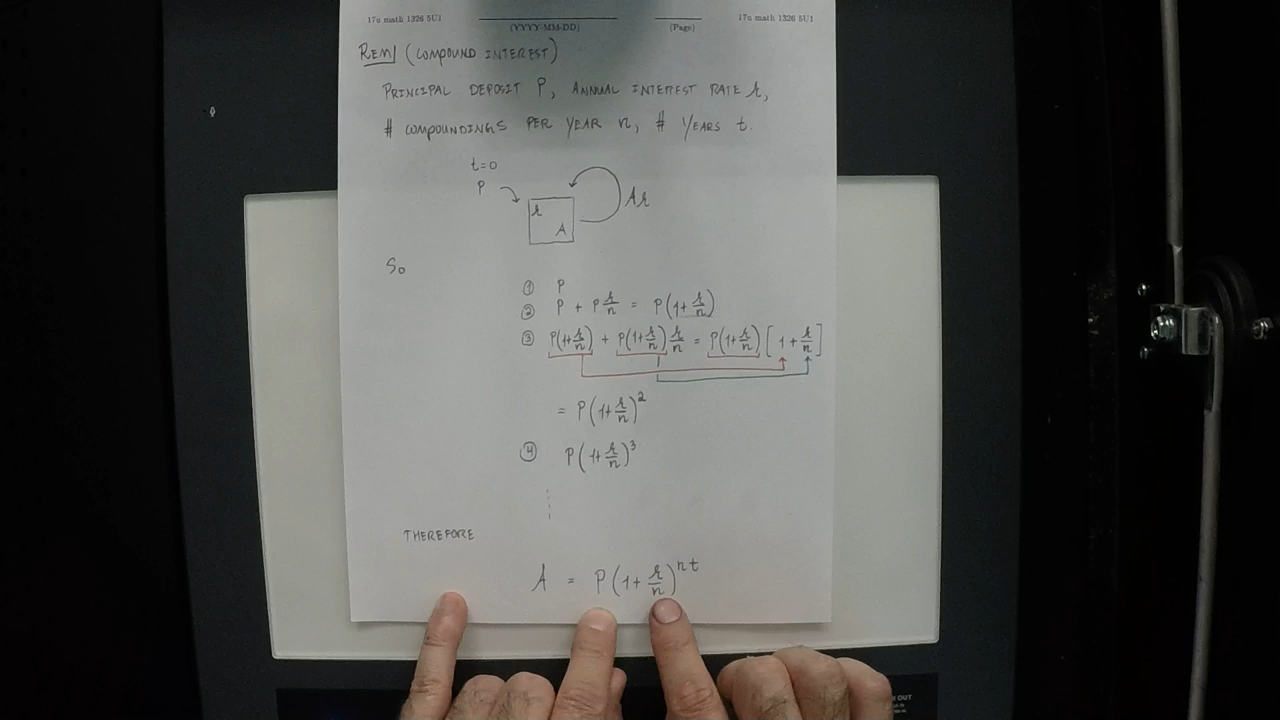 17u math 1326 5U1 (YYYY-MM-DD) (Page) 17u math 1326 5U1
REM (COMPOUND INTEREST)
PRINCIPAL DEPOSIT P, ANNUAL INTEREST RATE r,
# COMPOUNDINGS PER YEAR n, # YEARS t.
t=0
P
r
A
Ar
SO
① P
② P + P r/n = P(1+r/n)
③ P(1+r/n) + P(1+r/n) r/n = P(1+r/n) [1+r/n]
= P(1+r/n)²
④ P(1+r/n)³
THEREFORE
A = P(1+r/n)^nt
OUT